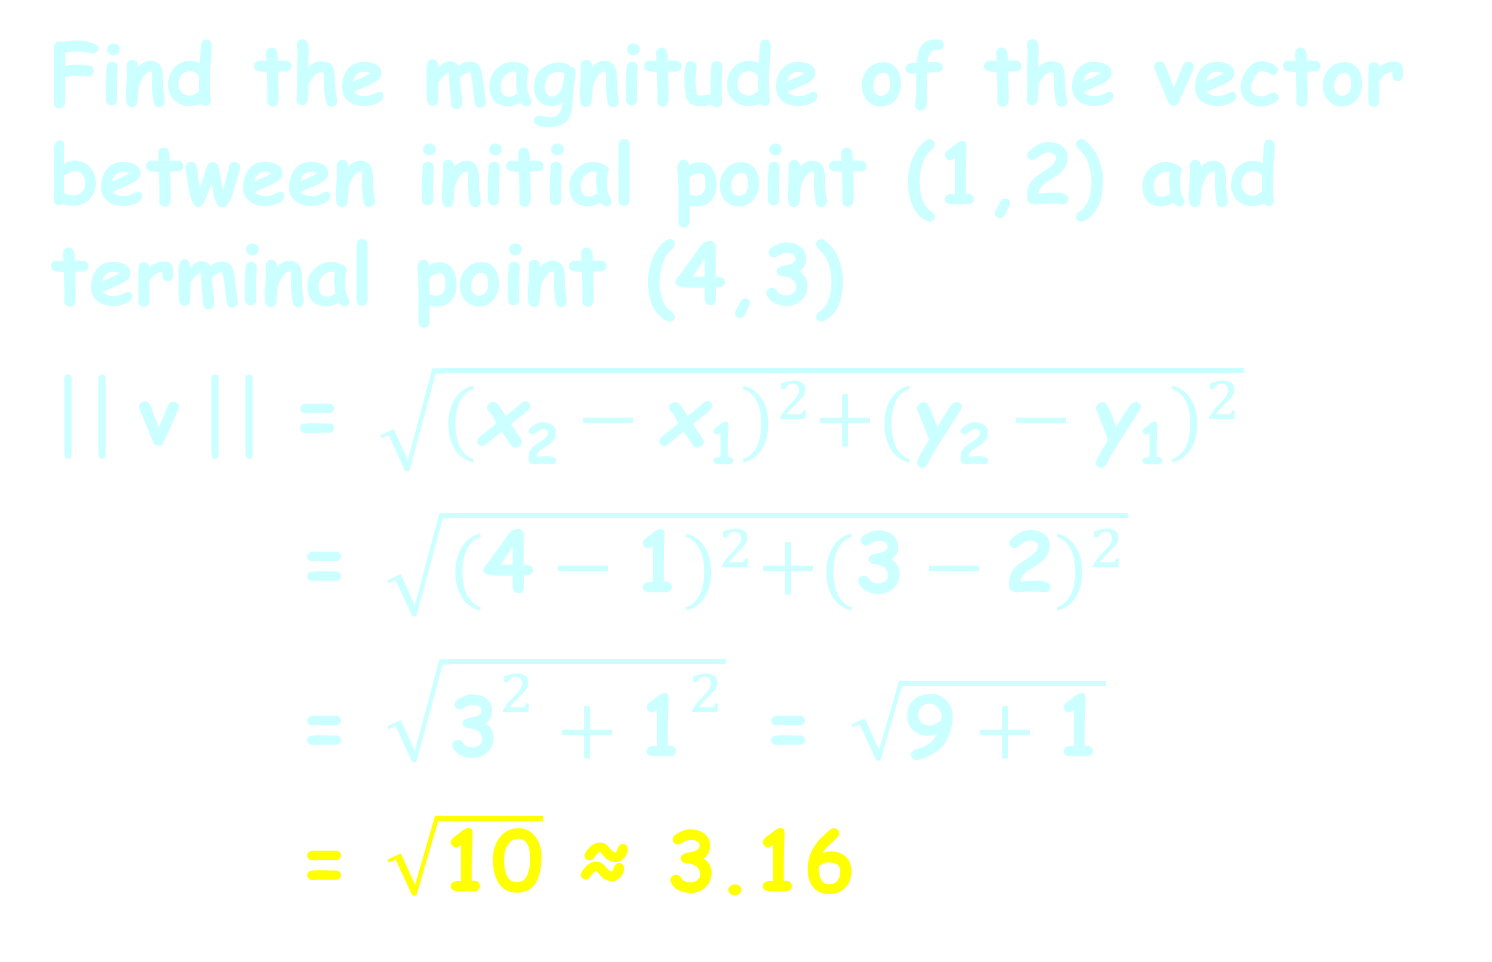 Find the magnitude of the vector
between initial point (1,2) and
terminal point (4,3)
||v|| = √((x₂ − x₁)²+(y₂ − y₁)²)
= √((4 − 1)²+(3 − 2)²)
= √(3² + 1²) = √(9 + 1)
= √10 ≈ 3.16